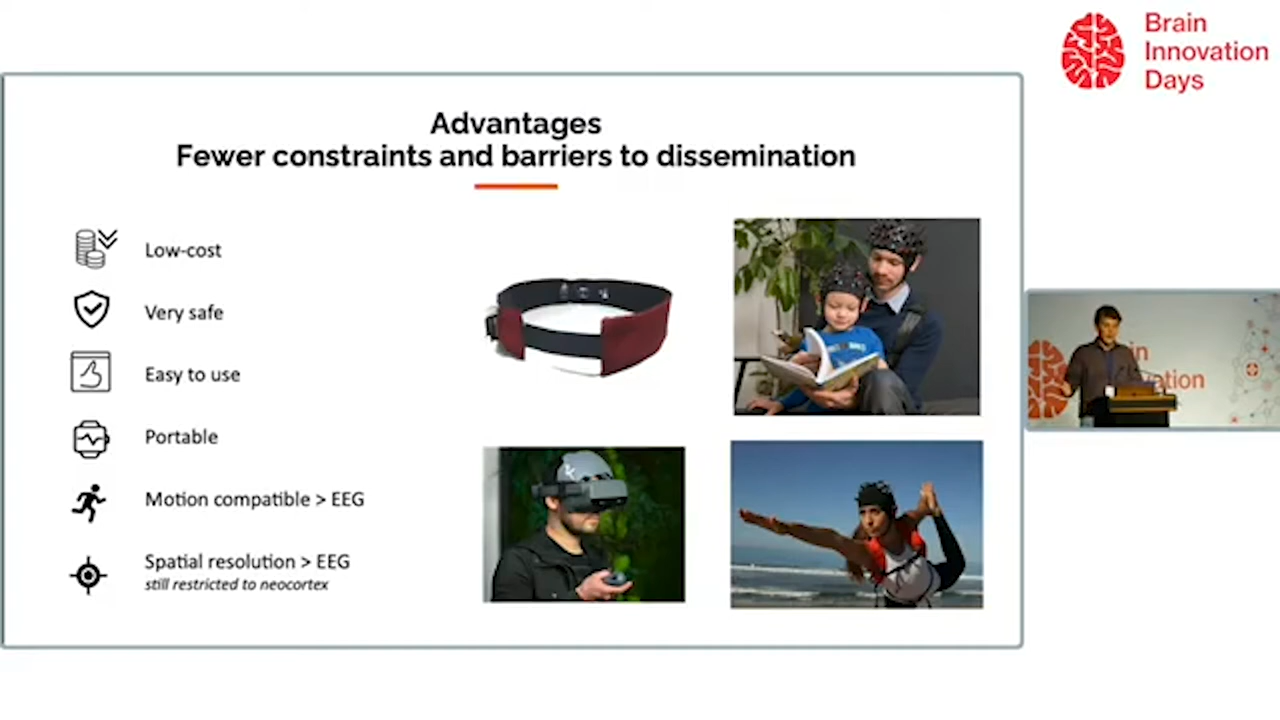 Brain
Innovation
Days
Advantages
Fewer constraints and barriers to dissemination
Low-cost
Very safe
Easy to use
Portable
Motion compatible > EEG
Spatial resolution > EEG
still restricted to neocortex